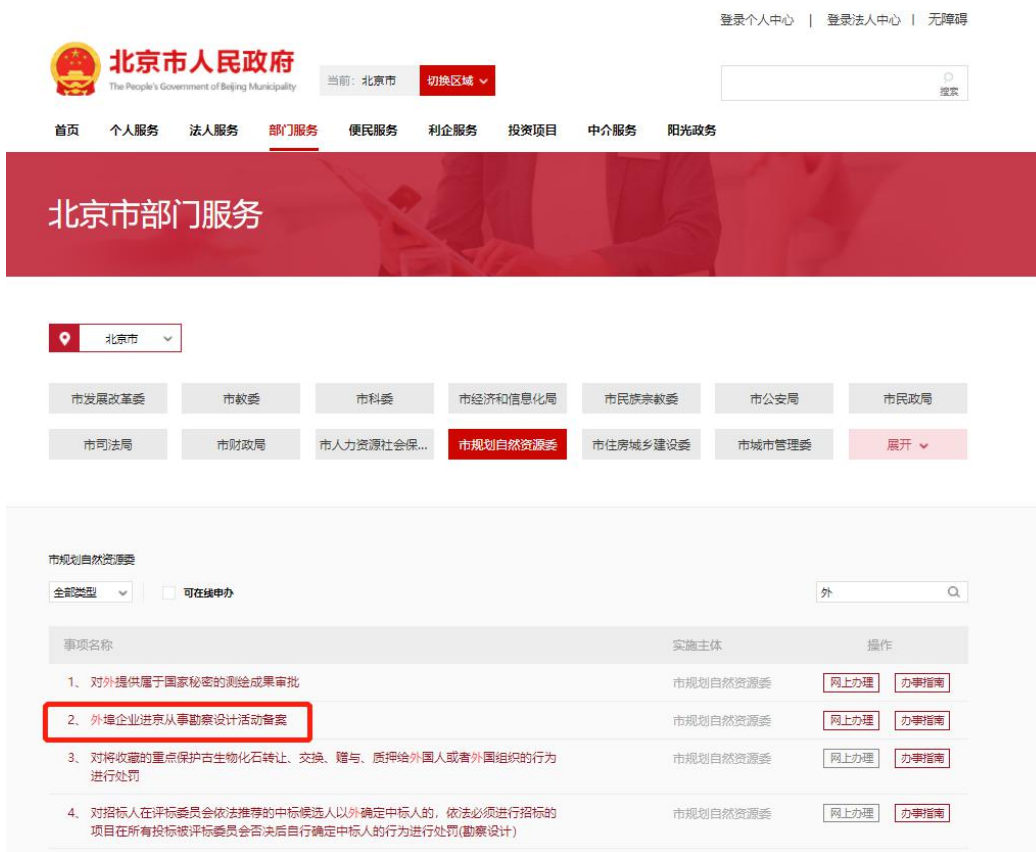 登录个人中心 | 登录法人中心 | 无障碍
北京市人民政府
The People's Government of Beijing Municipality
当前：北京市 切换区域
搜索
首页 个人服务 法人服务 部门服务 便民服务 利企服务 投资项目 中介服务 阳光政务
北京市部门服务
北京市
市发展改革委 市教委 市科委 市经济和信息化局 市民族宗教委 市公安局 市民政局
市司法局 市财政局 市人力资源社会保... 市规划自然资源委 市住房城乡建设委 市城市管理委 展开
市规划自然资源委
全部类型 可在线申办 外
事项名称 实施主体 操作
1、 对外提供属于国家秘密的测绘成果审批 市规划自然资源委 网上办理 办事指南
2、 外埠企业进京从事勘察设计活动备案 市规划自然资源委 网上办理 办事指南
3、 对将收藏的重点保护古生物化石转让、交换、赠与、质押给外国人或者外国组织的行为 市规划自然资源委 网上办理 办事指南
进行处罚
4、 对招标人在评标委员会依法推荐的中标候选人以外确定中标人的，依法必须进行招标的 市规划自然资源委 网上办理 办事指南
项目在所有投标被评标委员会否决后自行确定中标人的行为进行处罚(勘察设计)